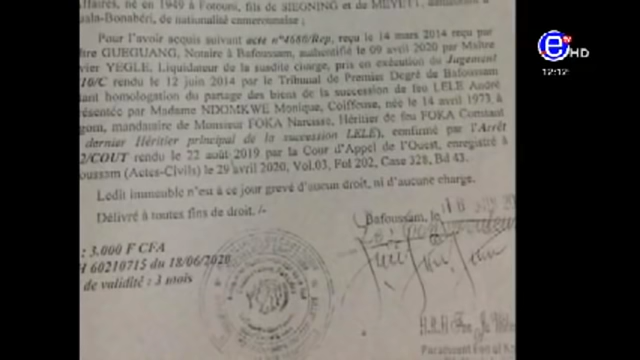 ffaires, né en 1949 à Fotouni, fils de SIEGNING et de
uala-Bonabéri, de nationalité camerounaise ;
Pour l'avoir acquis suivant acte n°4680/Rep, reçu le 14 mars 2014 par
ître GUEGUANG, Notaire à Bafoussam, authentifié le 09 avril 2020 par Maître
vier YEGLE, Liquidateur de la susdite charge, pris en exécution du Jugement
10/C rendu le 12 juin 2014 par le Tribunal de Premier Degré de Bafoussam
tant homologation du partage des biens de la succession de feu LELE André
résentée par Madame NDOMKWE Monique, Coiffeuse, née le 14 avril 1973 à
gom, mandataire de Monsieur FOKA Narcisse, Héritier de feu FOKA Constant
dernier Héritier principal de la succession LELE), confirmé par l'Arrêt
2/COUT rendu le 22 août 2019 par la Cour d'Appel de l'Ouest, enregistré à
oussam (Actes-Civils) le 29 avril 2020, Vol.03, Fol 202, Case 328, Bd 43.
Ledit immeuble n'est à ce jour grevé d'aucun droit, ni d'aucune charge.
Délivré à toutes fins de droit, /-
Bafoussam, le
: 3.000 F CFA
60210715 du 18/06/2020
de validité : 3 mois
E tv HD
12:12